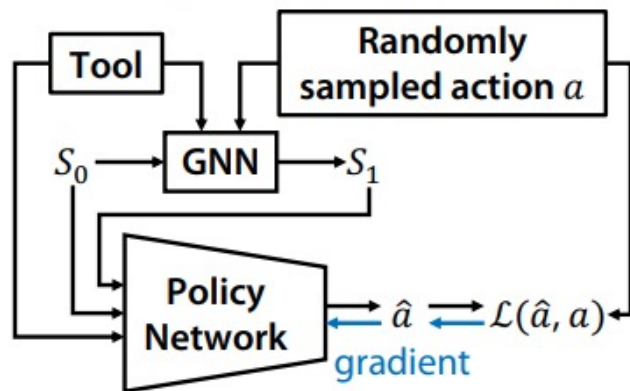 Tool
Randomly
sampled action a
S₀
GNN
S₁
Policy
Network
â
ℒ(â, a)
gradient